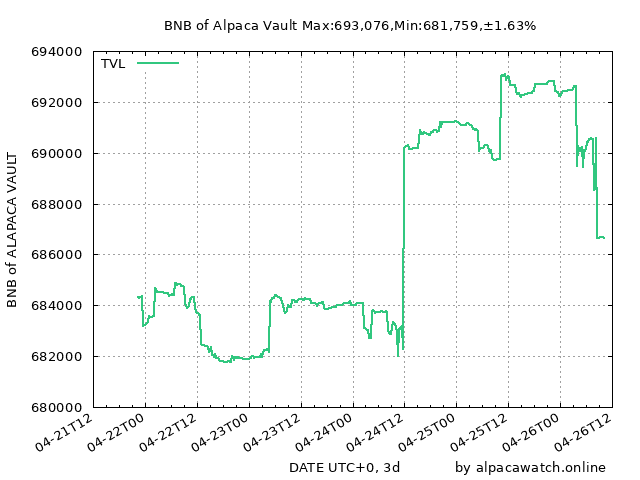 BNB of Alpaca Vault Max:693,076,Min:681,759,±1.63%
TVL
694000
692000
690000
688000
686000
684000
682000
680000
BNB of ALAPACA VAULT
04-21T12
04-22T00
04-22T12
04-23T00
04-23T12
04-24T00
04-24T12
04-25T00
04-25T12
04-26T00
04-26T12
DATE UTC+0, 3d
by alpacawatch.online